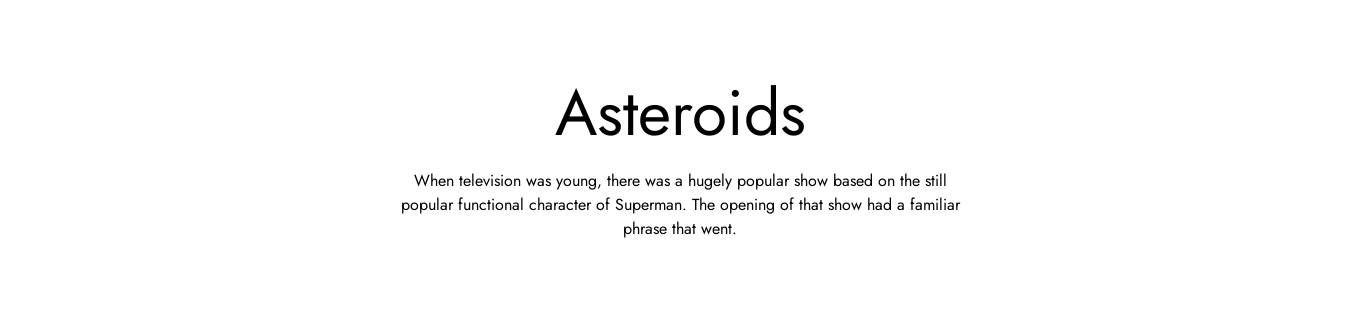 Asteroids
When television was young, there was a hugely popular show based on the still
popular functional character of Superman. The opening of that show had a familiar
phrase that went.